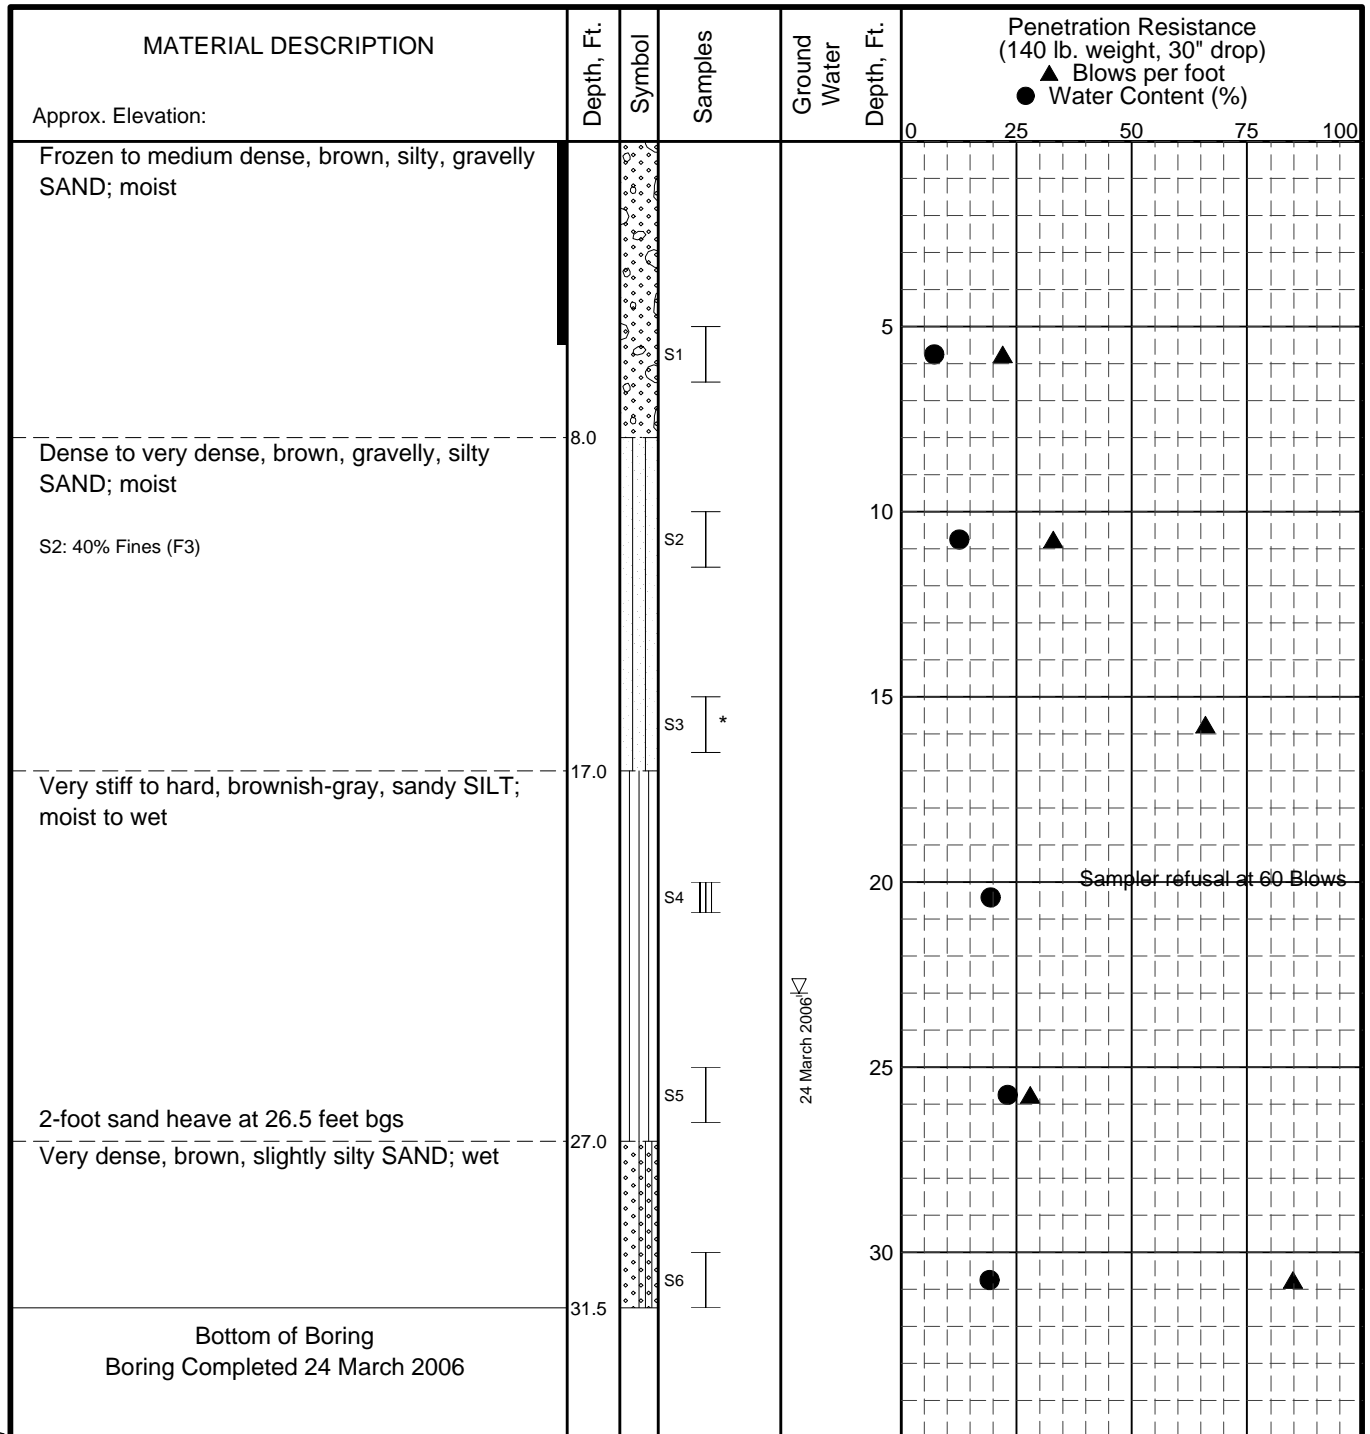 MATERIAL DESCRIPTION
Approx. Elevation:
Depth, Ft.
Symbol
Samples
Ground
Water
Depth, Ft.
Penetration Resistance
(140 lb. weight, 30" drop)
▲ Blows per foot
● Water Content (%)
0 25 50 75 100
Frozen to medium dense, brown, silty, gravelly
SAND; moist
5
S1
8.0
Dense to very dense, brown, gravelly, silty
SAND; moist
10
S2: 40% Fines (F3)
S2
15
S3 *
17.0
Very stiff to hard, brownish-gray, sandy SILT;
moist to wet
20
Sampler refusal at 60 Blows
S4
24 March 2006
25
S5
2-foot sand heave at 26.5 feet bgs
27.0
Very dense, brown, slightly silty SAND; wet
30
S6
31.5
Bottom of Boring
Boring Completed 24 March 2006